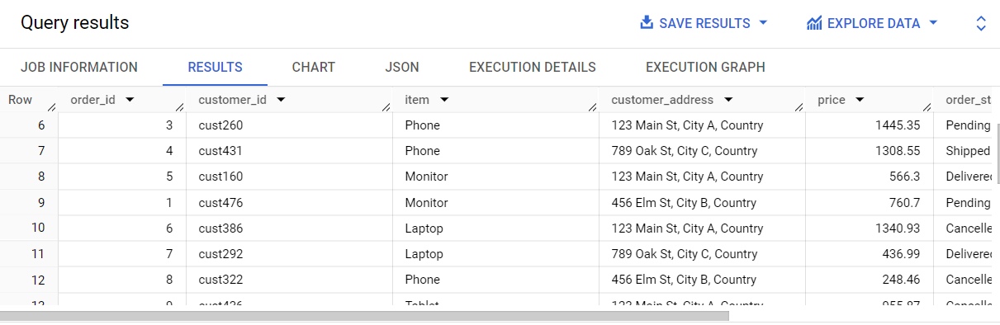 Query results SAVE RESULTS EXPLORE DATA
JOB INFORMATION RESULTS CHART JSON EXECUTION DETAILS EXECUTION GRAPH
Row order_id customer_id item customer_address price order_st
6 3 cust260 Phone 123 Main St, City A, Country 1445.35 Pending
7 4 cust431 Phone 789 Oak St, City C, Country 1308.55 Shipped
8 5 cust160 Monitor 123 Main St, City A, Country 566.3 Delivered
9 1 cust476 Monitor 456 Elm St, City B, Country 760.7 Pending
10 6 cust386 Laptop 123 Main St, City A, Country 1340.93 Cancelle
11 7 cust292 Laptop 789 Oak St, City C, Country 436.99 Delivered
12 8 cust322 Phone 456 Elm St, City B, Country 248.46 Cancelle
13 9 cust436 Tablet 123 Main St, City A, Country 955.87 Cancelle